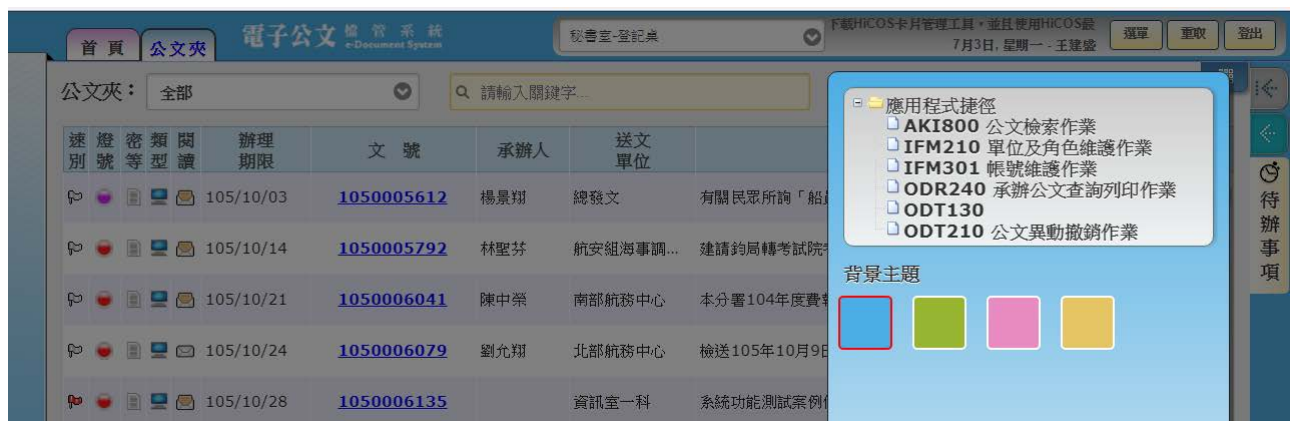 首頁 公文夾
電子公文檔管系統
e-Document System
秘書室-登記桌
下載HiCOS卡片管理工具，並且使用HiCOS最
7月3日, 星期一 - 王建盛
選單 重取 登出
公文夾： 全部
請輸入關鍵字...
速別 燈號 密等 類型 閱讀 辦理期限 文號 承辦人 送文單位
105/10/03 1050005612 楊景翔 總發文 有關民眾所詢「船
105/10/14 1050005792 林聖芬 航安組海事調... 建請鈞局轉考試院
105/10/21 1050006041 陳中榮 南部航務中心 本分署104年度費
105/10/24 1050006079 劉允翔 北部航務中心 檢送105年10月9日
105/10/28 1050006135 資訊室一科 系統功能測試案例
應用程式捷徑
AKI800 公文檢索作業
IFM210 單位及角色維護作業
IFM301 帳號維護作業
ODR240 承辦公文查詢列印作業
ODT130
ODT210 公文異動撤銷作業
背景主題
待辦事項